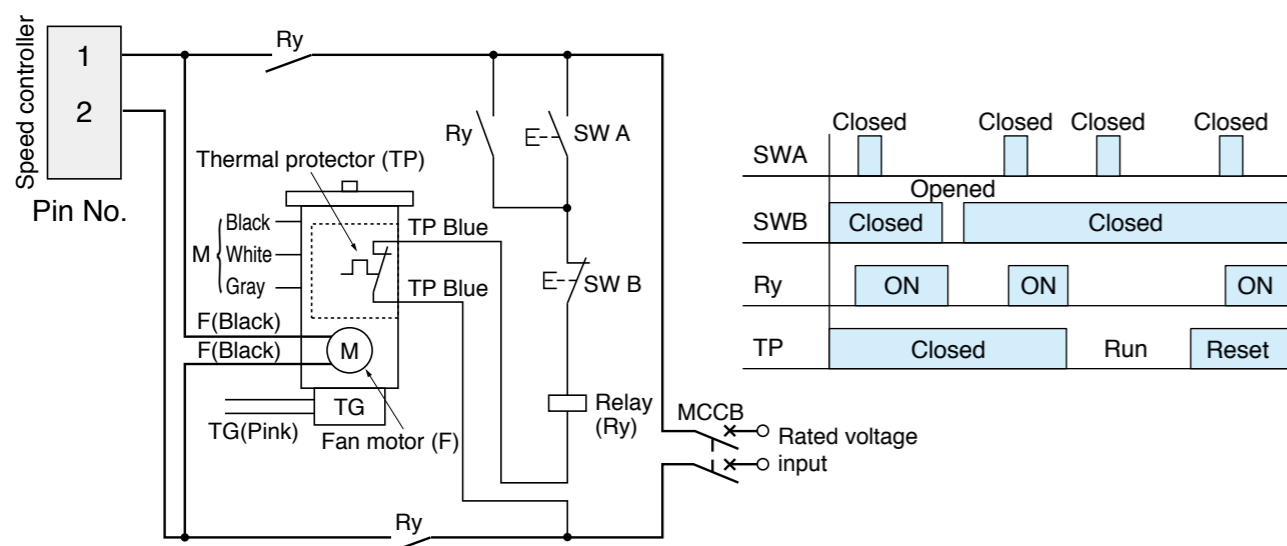 Speed controller
1
2
Pin No.
Ry
Ry
SW A
Thermal protector (TP)
Black
White
Gray
M
TP Blue
TP Blue
SW B
F(Black)
F(Black)
M
TG
TG(Pink)
Fan motor (F)
Relay
(Ry)
MCCB
Rated voltage
input
Ry
Closed Closed Closed Closed
SWA
Opened
SWB Closed Closed
Ry ON ON ON
TP Closed Run Reset